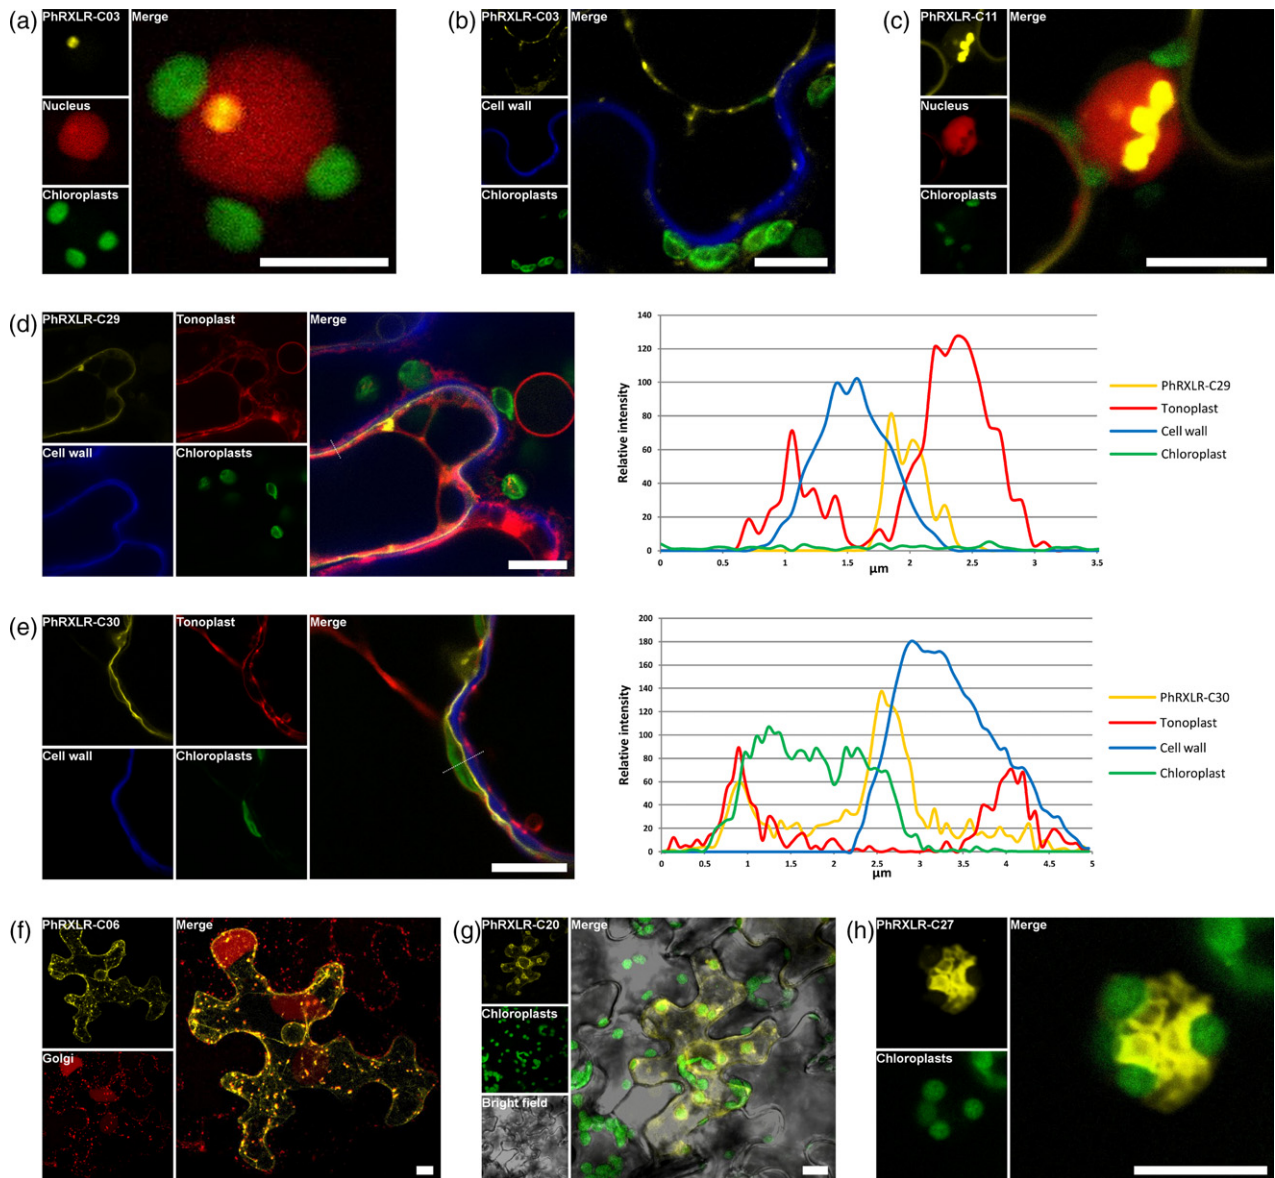 (a)
PhRXLR-C03
Merge
Nucleus
Chloroplasts
(b)
PhRXLR-C03
Merge
Cell wall
Chloroplasts
(c)
PhRXLR-C11
Merge
Nucleus
Chloroplasts
(d)
PhRXLR-C29
Tonoplast
Merge
Cell wall
Chloroplasts
Relative intensity
140
120
100
80
60
40
20
0
0 0.5 1 1.5 2 2.5 3 3.5
µm
PhRXLR-C29
Tonoplast
Cell wall
Chloroplast
(e)
PhRXLR-C30
Tonoplast
Merge
Cell wall
Chloroplasts
Relative intensity
200
180
160
140
120
100
80
60
40
20
0
0 0.5 1 1.5 2 2.5 3 3.5 4 4.5 5
µm
PhRXLR-C30
Tonoplast
Cell wall
Chloroplast
(f)
PhRXLR-C06
Merge
Golgi
(g)
PhRXLR-C20
Merge
Chloroplasts
Bright field
(h)
PhRXLR-C27
Merge
Chloroplasts